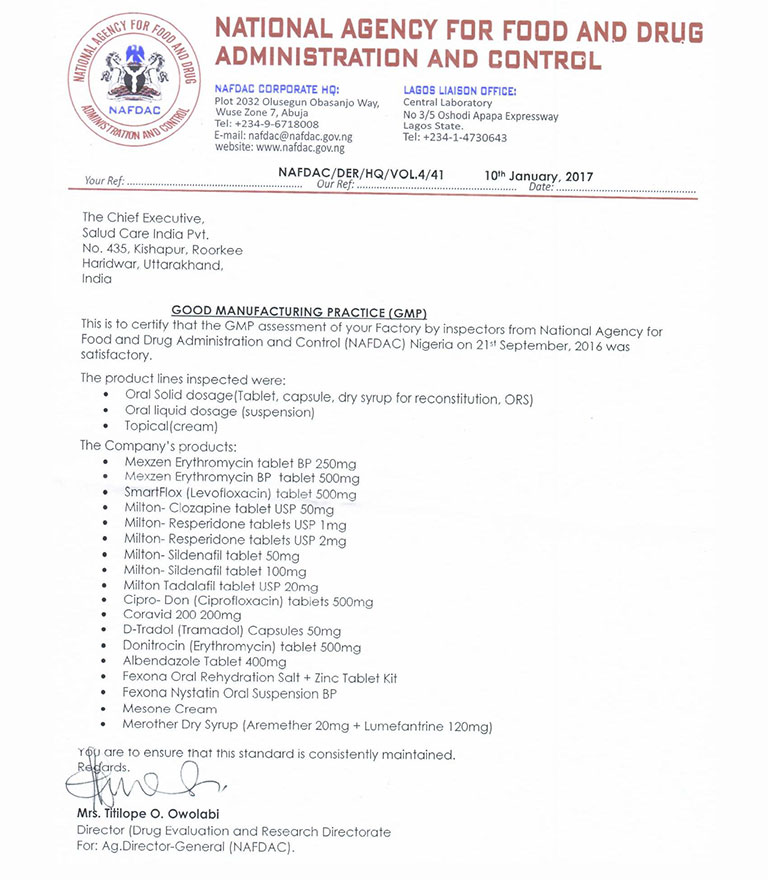 NATIONAL AGENCY FOR FOOD AND DRUG
ADMINISTRATION AND CONTROL
NATIONAL AGENCY FOR FOOD AND DRUG
ADMINISTRATION AND CONTROL
NAFDAC
NAFDAC CORPORATE HQ:
Plot 2032 Olusegun Obasanjo Way,
Wuse Zone 7, Abuja
Tel: +234-9-6718008
E-mail: nafdac@nafdac.gov.ng
website: www.nafdac.gov.ng
LAGOS LIAISON OFFICE:
Central Laboratory
No 3/5 Oshodi Apapa Expressway
Lagos State.
Tel: +234-1-4730643
NAFDAC/DER/HQ/VOL.4/41 10th January, 2017
Your Ref: Our Ref: Date:
The Chief Executive,
Salud Care India Pvt.
No. 435, Kishapur, Roorkee
Haridwar, Uttarakhand,
India
GOOD MANUFACTURING PRACTICE (GMP)
This is to certify that the GMP assessment of your Factory by inspectors from National Agency for
Food and Drug Administration and Control (NAFDAC) Nigeria on 21st September, 2016 was
satisfactory.
The product lines inspected were:
• Oral Solid dosage(Tablet, capsule, dry syrup for reconstitution, ORS)
• Oral liquid dosage (suspension)
• Topical(cream)
The Company's products:
• Mexzen Erythromycin tablet BP 250mg
• Mexzen Erythromycin BP tablet 500mg
• SmartFlox (Levofloxacin) tablet 500mg
• Milton- Clozapine tablet USP 50mg
• Milton- Resperidone tablets USP 1mg
• Milton- Resperidone tablets USP 2mg
• Milton- Sildenafil tablet 50mg
• Milton- Sildenafil tablet 100mg
• Milton Tadalafil tablet USP 20mg
• Cipro- Don (Ciprofloxacin) tablets 500mg
• Coravid 200 200mg
• D-Tradol (Tramadol) Capsules 50mg
• Donitrocin (Erythromycin) tablet 500mg
• Albendazole Tablet 400mg
• Fexona Oral Rehydration Salt + Zinc Tablet Kit
• Fexona Nystatin Oral Suspension BP
• Mesone Cream
• Merother Dry Syrup (Aremether 20mg + Lumefantrine 120mg)
You are to ensure that this standard is consistently maintained.
Regards.
Mrs. Titilope O. Owolabi
Director (Drug Evaluation and Research Directorate
For: Ag.Director-General (NAFDAC).